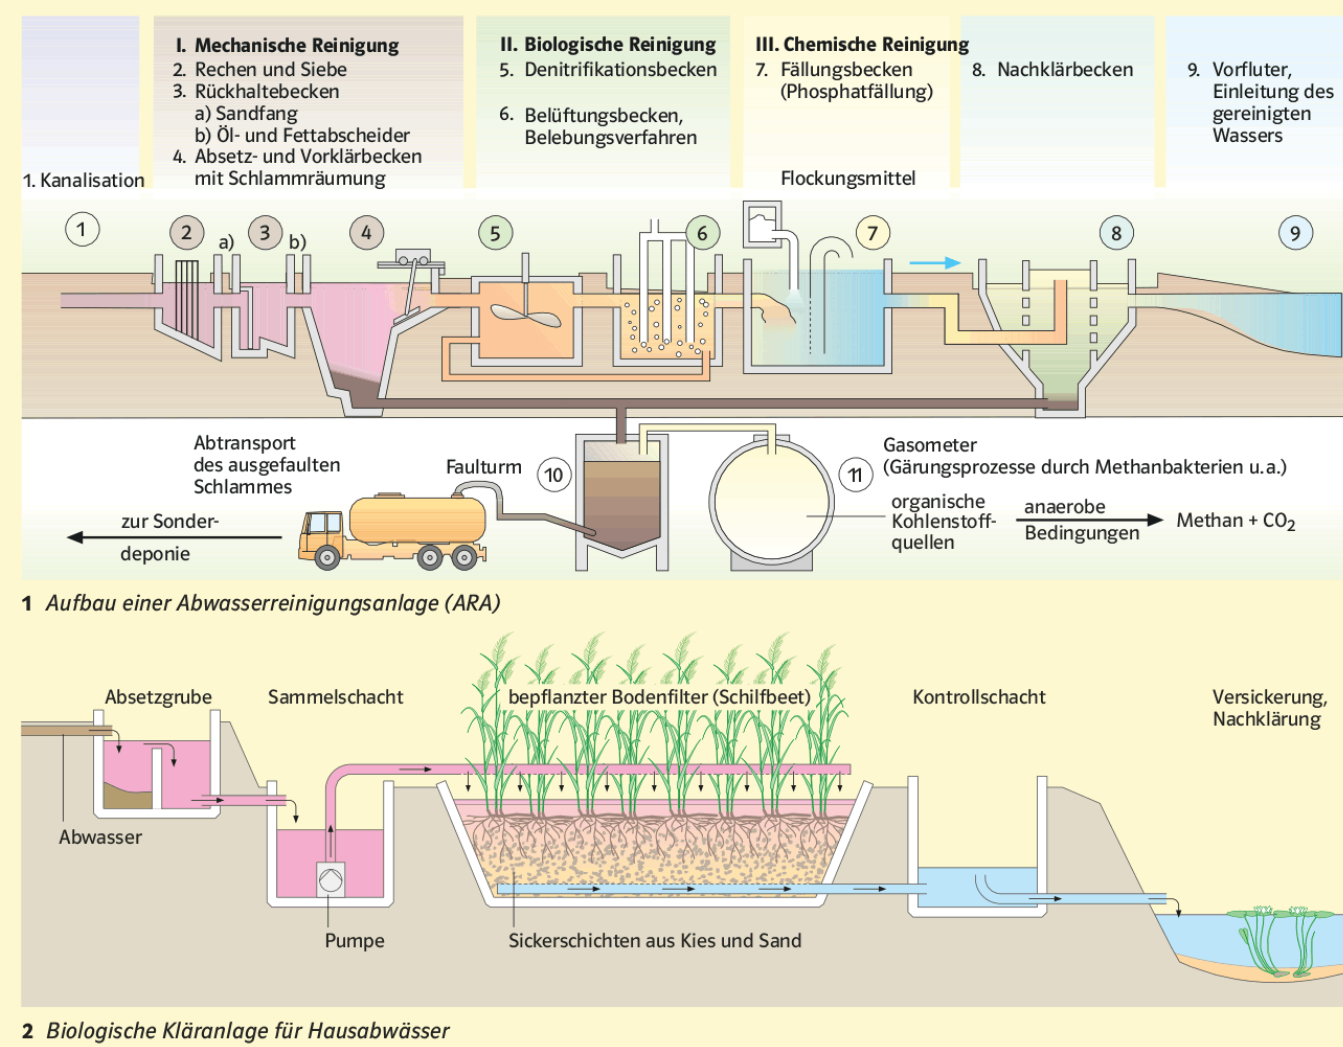 I. Mechanische Reinigung
2. Rechen und Siebe
3. Rückhaltebecken
a) Sandfang
b) Öl- und Fettabscheider
4. Absetz- und Vorklärbecken
mit Schlammräumung
1. Kanalisation
II. Biologische Reinigung
5. Denitrifikationsbecken
6. Belüftungsbecken,
Belebungsverfahren
III. Chemische Reinigung
7. Fällungsbecken
(Phosphatfällung)
Flockungsmittel
8. Nachklärbecken
9. Vorfluter,
Einleitung des
gereinigten
Wassers
1
2
a)
3
b)
4
5
6
7
8
9
Abtransport
des ausgefaulten
Schlammes
zur Sonder-
deponie
Faulturm
10
11
Gasometer
(Gärungsprozesse durch Methanbakterien u. a.)
organische
Kohlenstoff-
quellen
anaerobe
Bedingungen
Methan + CO₂
1 Aufbau einer Abwasserreinigungsanlage (ARA)
Absetzgrube
Sammelschacht
bepflanzter Bodenfilter (Schilfbeet)
Kontrollschacht
Versickerung,
Nachklärung
Abwasser
Pumpe
Sickerschichten aus Kies und Sand
2 Biologische Kläranlage für Hausabwässer